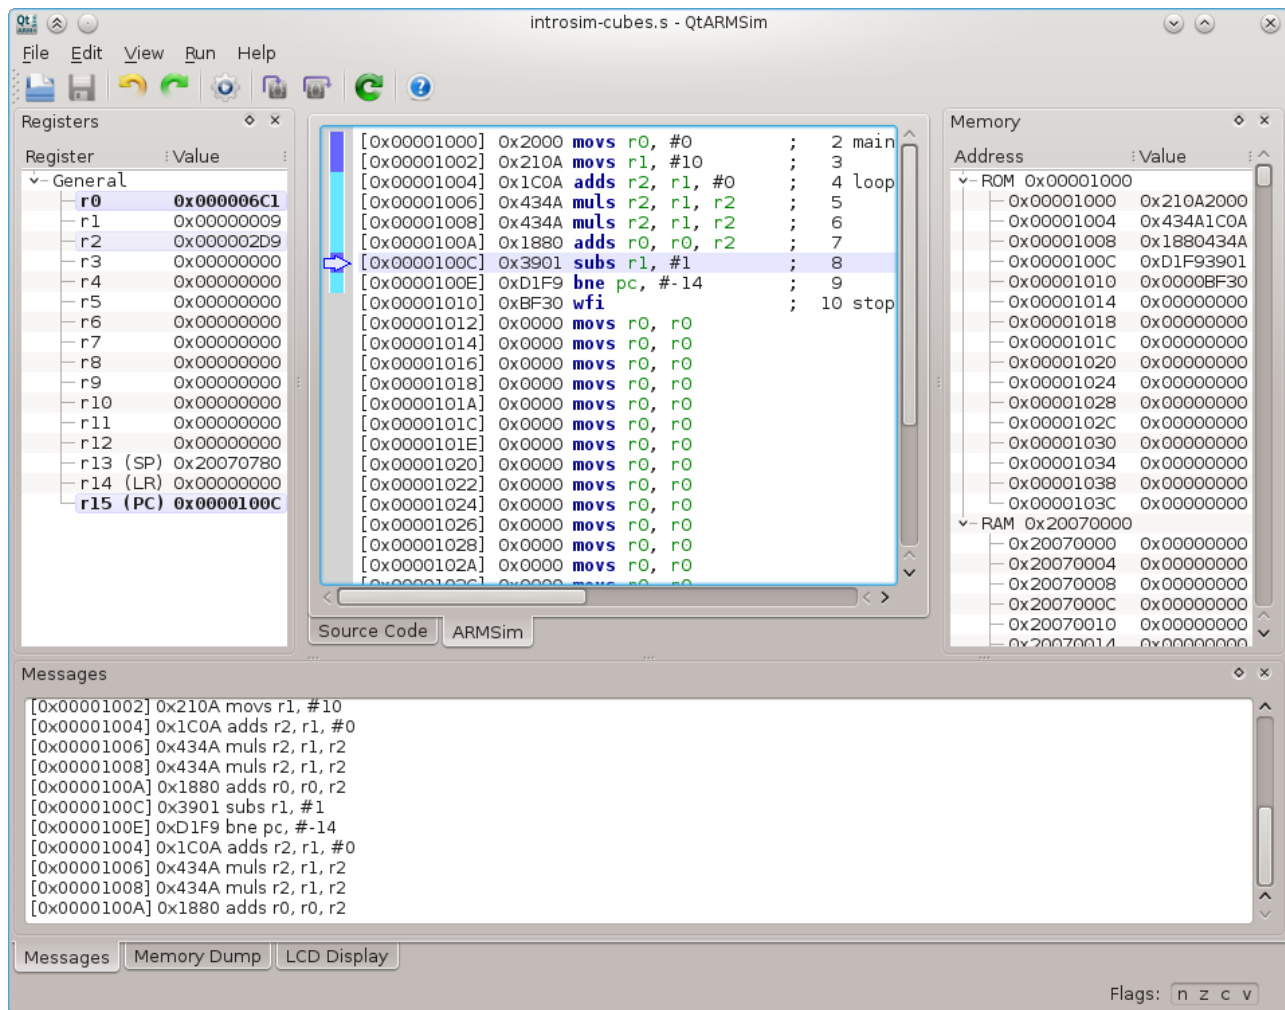 introsim-cubes.s - QtARMSim
File Edit View Run Help
Registers
Register Value
General
r0 0x000006C1
r1 0x00000009
r2 0x000002D9
r3 0x00000000
r4 0x00000000
r5 0x00000000
r6 0x00000000
r7 0x00000000
r8 0x00000000
r9 0x00000000
r10 0x00000000
r11 0x00000000
r12 0x00000000
r13 (SP) 0x20070780
r14 (LR) 0x00000000
r15 (PC) 0x0000100C
[0x00001000] 0x2000 movs r0, #0 ; 2 main
[0x00001002] 0x210A movs r1, #10 ; 3
[0x00001004] 0x1C0A adds r2, r1, #0 ; 4 loop
[0x00001006] 0x434A muls r2, r1, r2 ; 5
[0x00001008] 0x434A muls r2, r1, r2 ; 6
[0x0000100A] 0x1880 adds r0, r0, r2 ; 7
[0x0000100C] 0x3901 subs r1, #1 ; 8
[0x0000100E] 0xD1F9 bne pc, #-14 ; 9
[0x00001010] 0xBF30 wfi ; 10 stop
[0x00001012] 0x0000 movs r0, r0
[0x00001014] 0x0000 movs r0, r0
[0x00001016] 0x0000 movs r0, r0
[0x00001018] 0x0000 movs r0, r0
[0x0000101A] 0x0000 movs r0, r0
[0x0000101C] 0x0000 movs r0, r0
[0x0000101E] 0x0000 movs r0, r0
[0x00001020] 0x0000 movs r0, r0
[0x00001022] 0x0000 movs r0, r0
[0x00001024] 0x0000 movs r0, r0
[0x00001026] 0x0000 movs r0, r0
[0x00001028] 0x0000 movs r0, r0
[0x0000102A] 0x0000 movs r0, r0
[0x0000102C] 0x0000 movs r0, r0
Source Code ARMSim
Memory
Address Value
ROM 0x00001000
0x00001000 0x210A2000
0x00001004 0x434A1C0A
0x00001008 0x1880434A
0x0000100C 0xD1F93901
0x00001010 0x0000BF30
0x00001014 0x00000000
0x00001018 0x00000000
0x0000101C 0x00000000
0x00001020 0x00000000
0x00001024 0x00000000
0x00001028 0x00000000
0x0000102C 0x00000000
0x00001030 0x00000000
0x00001034 0x00000000
0x00001038 0x00000000
0x0000103C 0x00000000
RAM 0x20070000
0x20070000 0x00000000
0x20070004 0x00000000
0x20070008 0x00000000
0x2007000C 0x00000000
0x20070010 0x00000000
0x20070014 0x00000000
Messages
[0x00001002] 0x210A movs r1, #10
[0x00001004] 0x1C0A adds r2, r1, #0
[0x00001006] 0x434A muls r2, r1, r2
[0x00001008] 0x434A muls r2, r1, r2
[0x0000100A] 0x1880 adds r0, r0, r2
[0x0000100C] 0x3901 subs r1, #1
[0x0000100E] 0xD1F9 bne pc, #-14
[0x00001004] 0x1C0A adds r2, r1, #0
[0x00001006] 0x434A muls r2, r1, r2
[0x00001008] 0x434A muls r2, r1, r2
[0x0000100A] 0x1880 adds r0, r0, r2
Messages Memory Dump LCD Display
Flags: n z c v